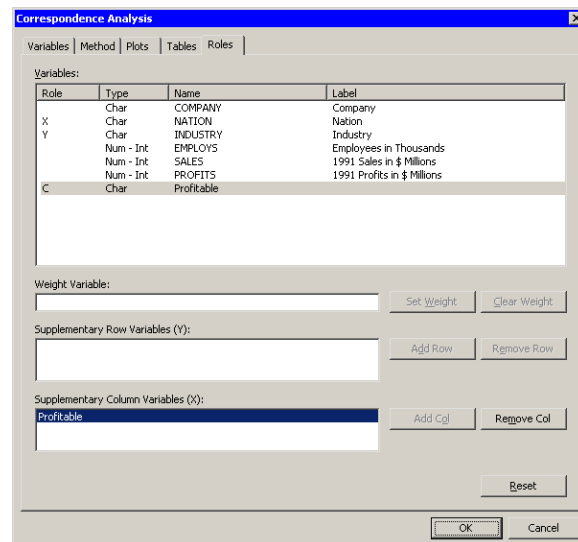 Correspondence Analysis
Variables Method Plots Tables Roles
Variables:
Role Type Name Label
Char COMPANY Company
X Char NATION Nation
Y Char INDUSTRY Industry
Num - Int EMPLOYS Employees in Thousands
Num - Int SALES 1991 Sales in $ Millions
Num - Int PROFITS 1991 Profits in $ Millions
C Char Profitable
Weight Variable:
Set Weight Clear Weight
Supplementary Row Variables (Y):
Add Row Remove Row
Supplementary Column Variables (X):
Profitable
Add Col Remove Col
Reset
OK Cancel